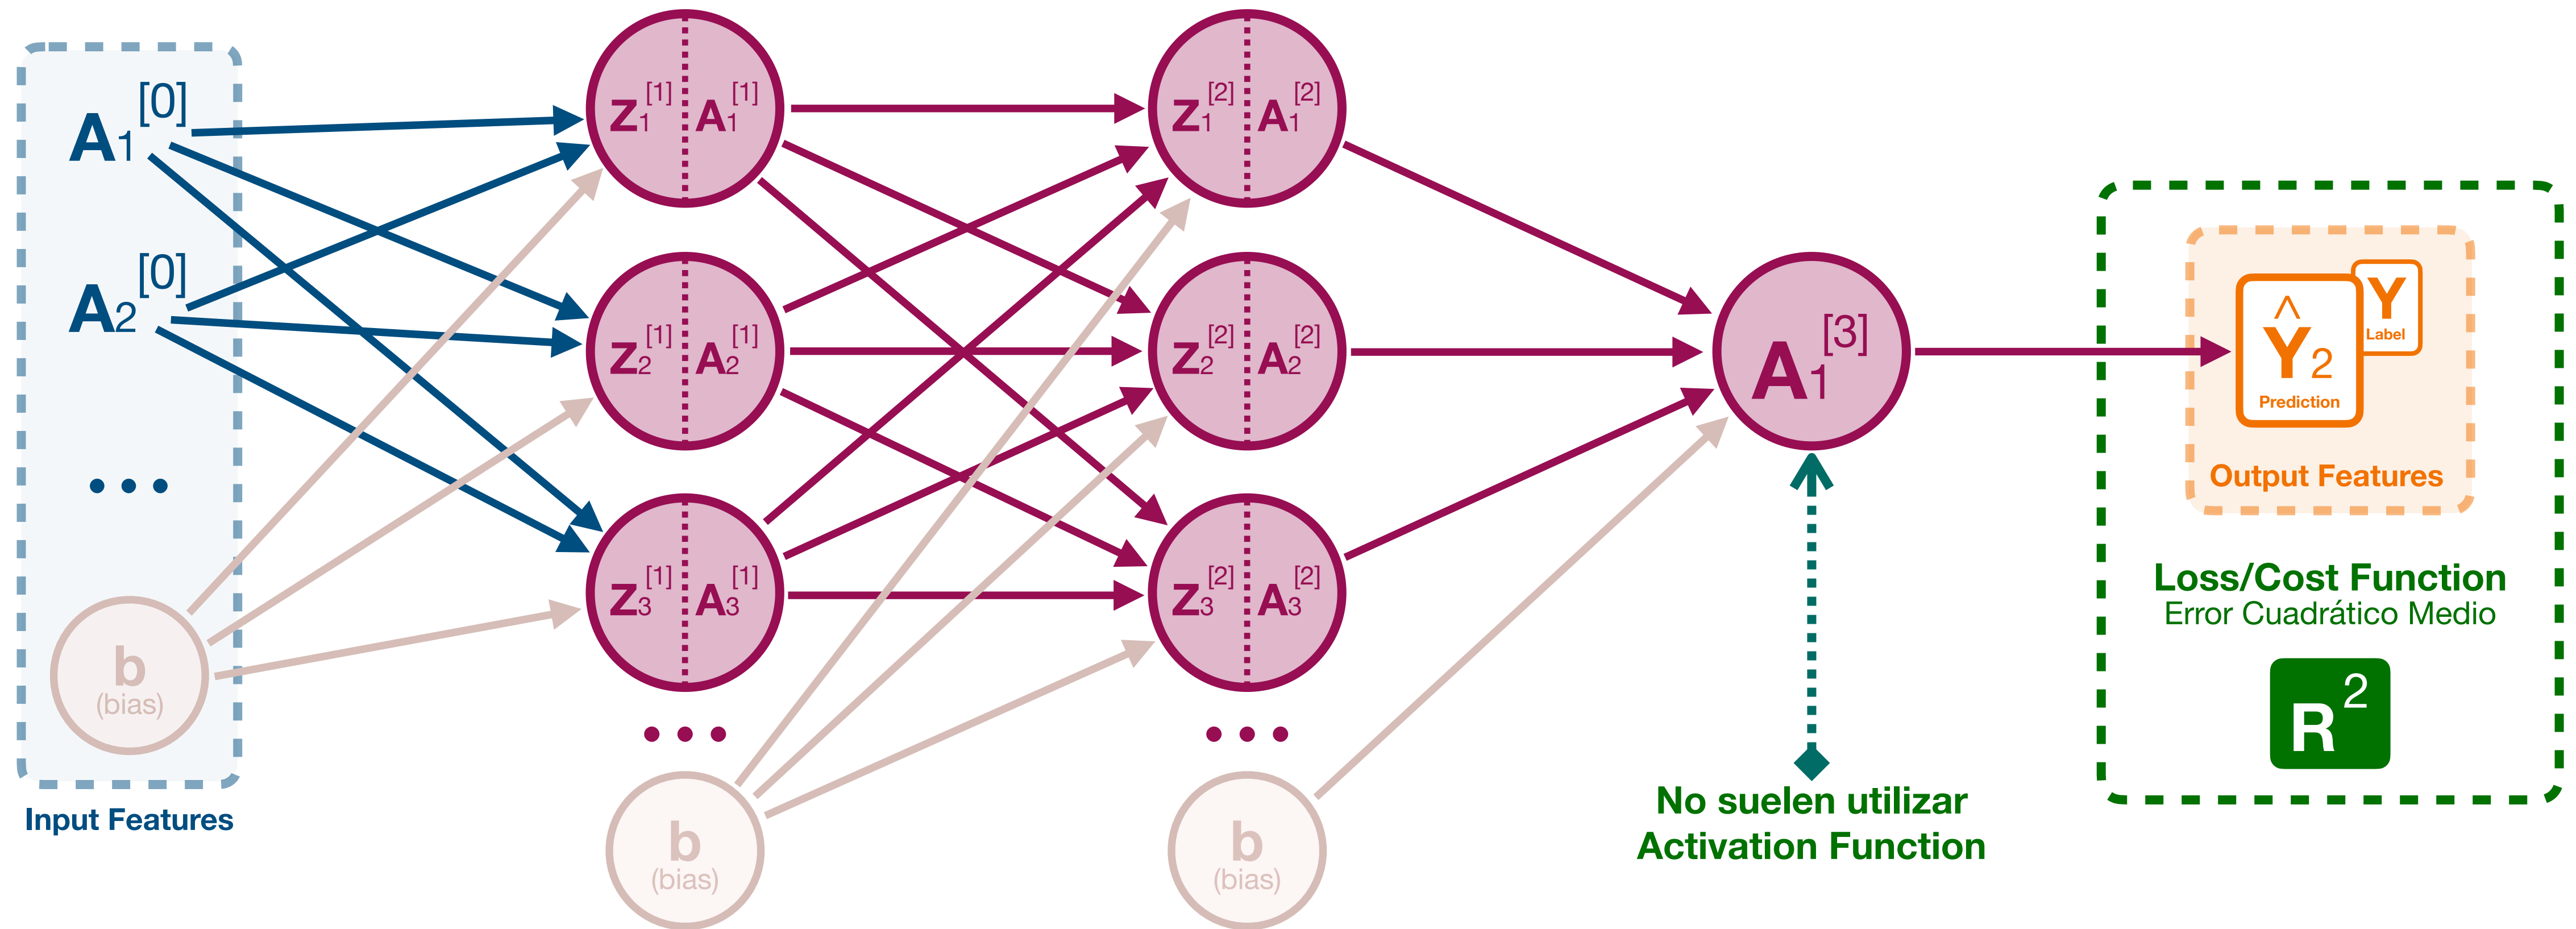 A1[0]
A2[0]
...
b
(bias)
Input Features
Z1[1] A1[1]
Z2[1] A2[1]
Z3[1] A3[1]
...
b
(bias)
Z1[2] A1[2]
Z2[2] A2[2]
Z3[2] A3[2]
...
b
(bias)
A1[3]
No suelen utilizar
Activation Function
Ŷ2
Prediction
Y
Label
Output Features
Loss/Cost Function
Error Cuadrático Medio
R2